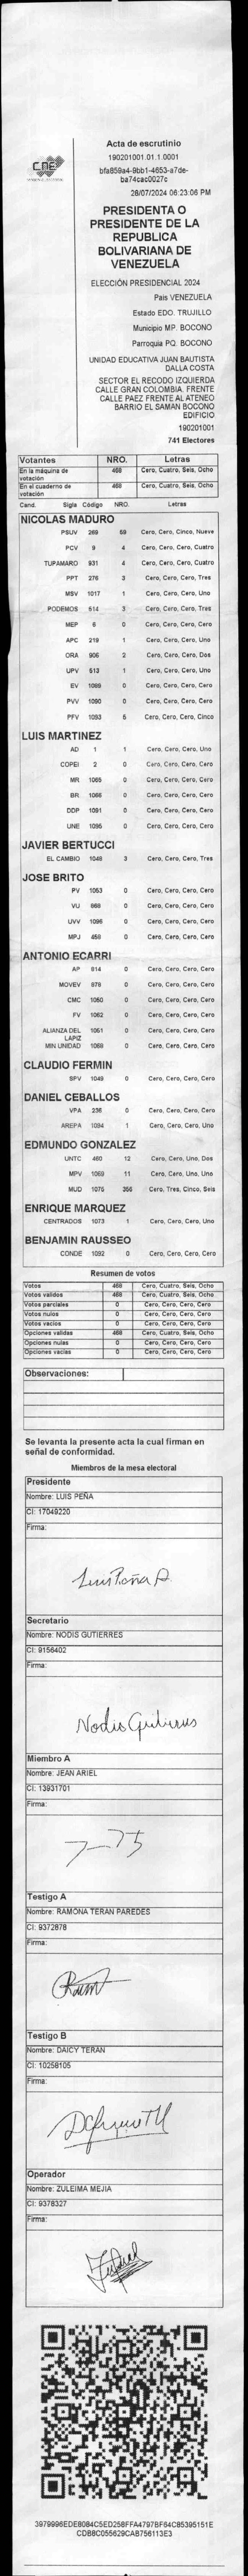 CNE
Acta de escrutinio
190201001.01.1.0001
bfa859a4-9bb1-4653-a7de-
ba74cac0027c
28/07/2024 06:23:06 PM
PRESIDENTA O
PRESIDENTE DE LA
REPUBLICA
BOLIVARIANA DE
VENEZUELA
ELECCIÓN PRESIDENCIAL 2024
Pais VENEZUELA
Estado EDO. TRUJILLO
Municipio MP. BOCONO
Parroquia PQ. BOCONO
UNIDAD EDUCATIVA JUAN BAUTISTA
DALLA COSTA
SECTOR EL RECODO IZQUIERDA
CALLE GRAN COLOMBIA. FRENTE
CALLE PAEZ FRENTE AL ATENEO
BARRIO EL SAMAN BOCONO
EDIFICIO
190201001
741 Electores
Votantes NRO. Letras
En la máquina de votación 468 Cero, Cuatro, Seis, Ocho
En el cuaderno de votación 468 Cero, Cuatro, Seis, Ocho
Cand. Sigla Código NRO. Letras
NICOLAS MADURO
PSUV 269 59 Cero, Cero, Cinco, Nueve
PCV 9 4 Cero, Cero, Cero, Cuatro
TUPAMARO 931 4 Cero, Cero, Cero, Cuatro
PPT 276 3 Cero, Cero, Cero, Tres
MSV 1017 1 Cero, Cero, Cero, Uno
PODEMOS 514 3 Cero, Cero, Cero, Tres
MEP 6 0 Cero, Cero, Cero, Cero
APC 219 1 Cero, Cero, Cero, Uno
ORA 906 2 Cero, Cero, Cero, Dos
UPV 513 1 Cero, Cero, Cero, Uno
EV 1089 0 Cero, Cero, Cero, Cero
PVV 1090 0 Cero, Cero, Cero, Cero
PFV 1093 5 Cero, Cero, Cero, Cinco
LUIS MARTINEZ
AD 1 1 Cero, Cero, Cero, Uno
COPEI 2 0 Cero, Cero, Cero, Cero
MR 1065 0 Cero, Cero, Cero, Cero
BR 1066 0 Cero, Cero, Cero, Cero
DDP 1091 0 Cero, Cero, Cero, Cero
UNE 1095 0 Cero, Cero, Cero, Cero
JAVIER BERTUCCI
EL CAMBIO 1048 3 Cero, Cero, Cero, Tres
JOSE BRITO
PV 1053 0 Cero, Cero, Cero, Cero
VU 868 0 Cero, Cero, Cero, Cero
UVV 1096 0 Cero, Cero, Cero, Cero
MPJ 458 0 Cero, Cero, Cero, Cero
ANTONIO ECARRI
AP 814 0 Cero, Cero, Cero, Cero
MOVEV 978 0 Cero, Cero, Cero, Cero
CMC 1050 0 Cero, Cero, Cero, Cero
FV 1062 0 Cero, Cero, Cero, Cero
ALIANZA DEL LAPIZ 1051 0 Cero, Cero, Cero, Cero
MIN UNIDAD 1058 0 Cero, Cero, Cero, Cero
CLAUDIO FERMIN
SPV 1049 0 Cero, Cero, Cero, Cero
DANIEL CEBALLOS
VPA 236 0 Cero, Cero, Cero, Cero
AREPA 1094 1 Cero, Cero, Cero, Uno
EDMUNDO GONZALEZ
UNTC 460 12 Cero, Cero, Uno, Dos
MPV 1069 11 Cero, Cero, Uno, Uno
MUD 1075 356 Cero, Tres, Cinco, Seis
ENRIQUE MARQUEZ
CENTRADOS 1073 1 Cero, Cero, Cero, Uno
BENJAMIN RAUSSEO
CONDE 1092 0 Cero, Cero, Cero, Cero
Resumen de votos
Votos 468 Cero, Cuatro, Seis, Ocho
Votos validos 468 Cero, Cuatro, Seis, Ocho
Votos parciales 0 Cero, Cero, Cero, Cero
Votos nulos 0 Cero, Cero, Cero, Cero
Votos vacios 0 Cero, Cero, Cero, Cero
Opciones validas 468 Cero, Cuatro, Seis, Ocho
Opciones nulas 0 Cero, Cero, Cero, Cero
Opciones vacias 0 Cero, Cero, Cero, Cero
Observaciones:
Se levanta la presente acta la cual firman en
señal de conformidad.
Miembros de la mesa electoral
Presidente
Nombre: LUIS PEÑA
CI: 17049220
Firma:
Luis Peña P.
Secretario
Nombre: NODIS GUTIERRES
CI: 9156402
Firma:
Nodis Gutierres
Miembro A
Nombre: JEAN ARIEL
CI: 13931701
Firma:
Testigo A
Nombre: RAMONA TERAN PAREDES
CI: 9372878
Firma:
Testigo B
Nombre: DAICY TERAN
CI: 10258105
Firma:
Operador
Nombre: ZULEIMA MEJIA
CI: 9378327
Firma:
3979996EDE8084C5ED258FFA4797BF64C85395151E
CDB8C055629CAB756113E3